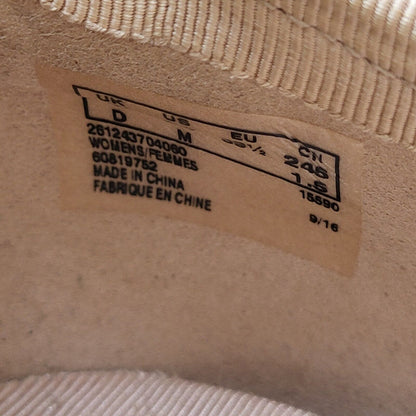 UK US EU CN
D M 39½ 245
1.5
261243704060
WOMENS/FEMMES
60819752
MADE IN CHINA
FABRIQUE EN CHINE
15590
9/16